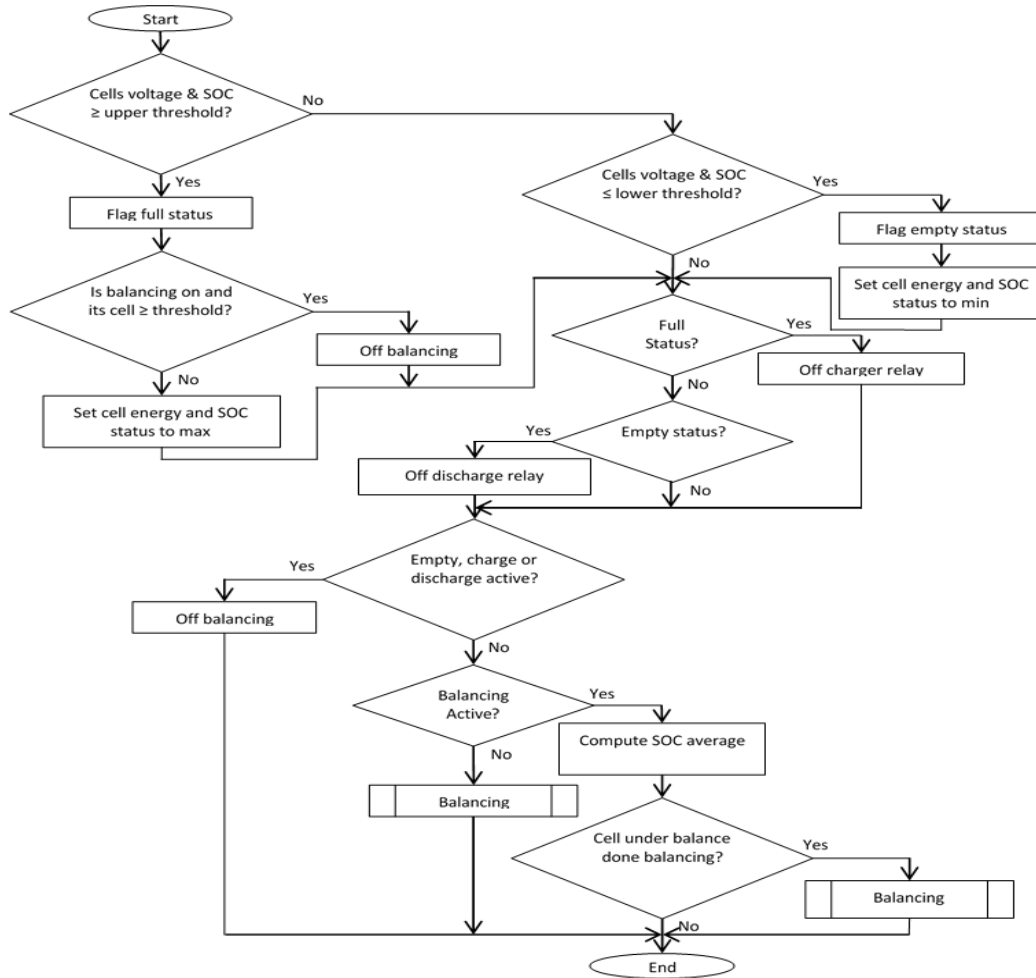 Start
Cells voltage & SOC
≥ upper threshold?
No
Yes
Cells voltage & SOC
≤ lower threshold?
Yes
Flag full status
Flag empty status
No
Is balancing on and
its cell ≥ threshold?
Yes
Set cell energy and SOC
status to min
Off balancing
Full
Status?
Yes
Off charger relay
No
No
Set cell energy and SOC
status to max
Empty status?
Yes
Off discharge relay
No
Empty, charge or
discharge active?
Yes
Off balancing
No
Balancing
Active?
Yes
Compute SOC average
No
Balancing
Cell under balance
done balancing?
Yes
Balancing
No
End